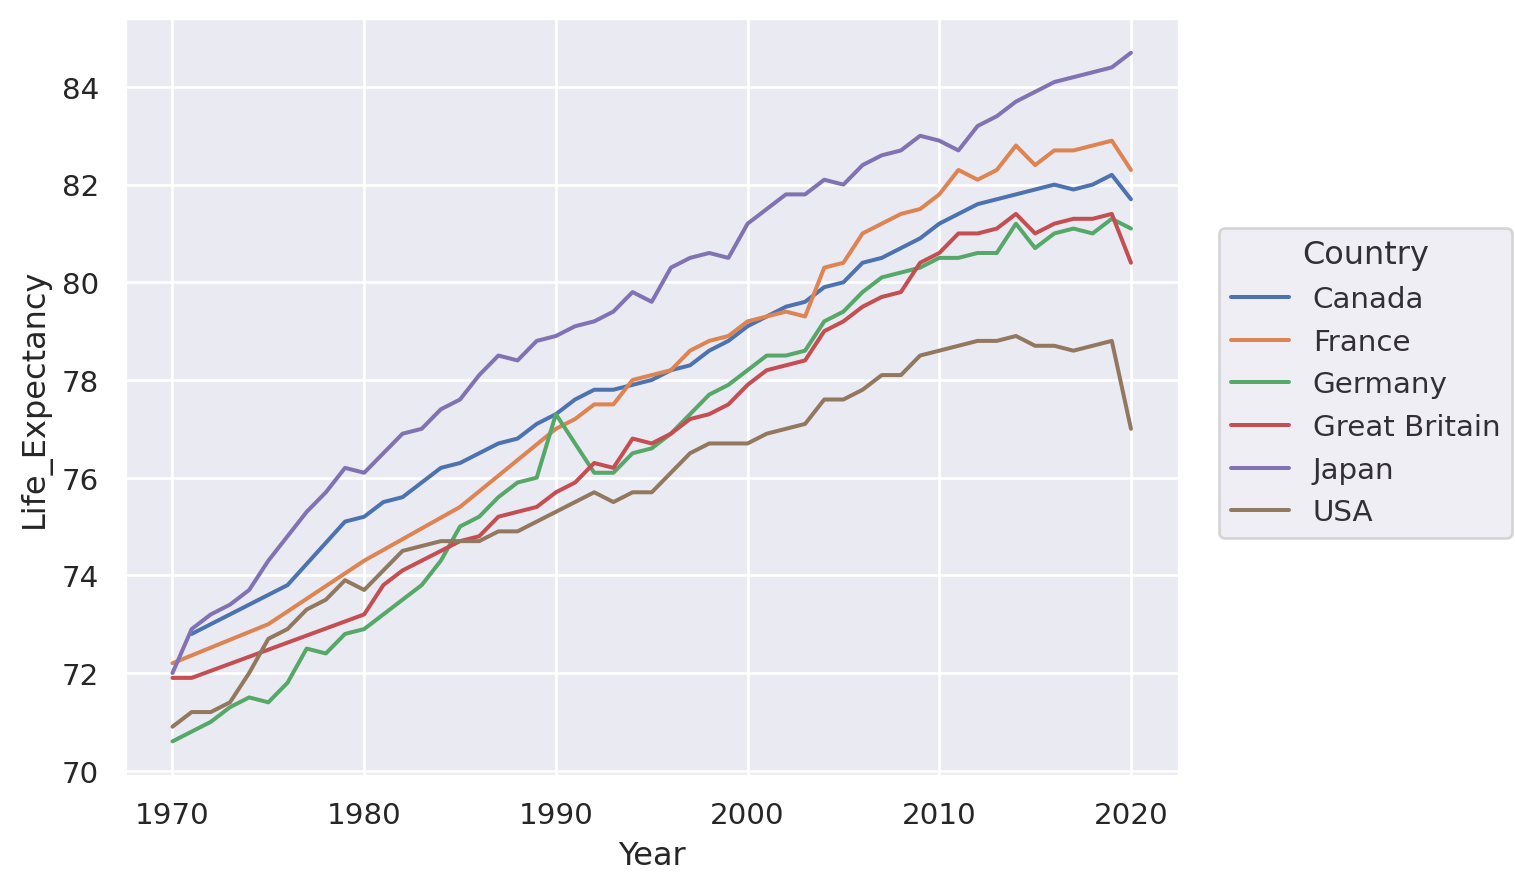 84
82
80
78
76
74
72
70
Life_Expectancy
1970 1980 1990 2000 2010 2020
Year
Country
Canada
France
Germany
Great Britain
Japan
USA